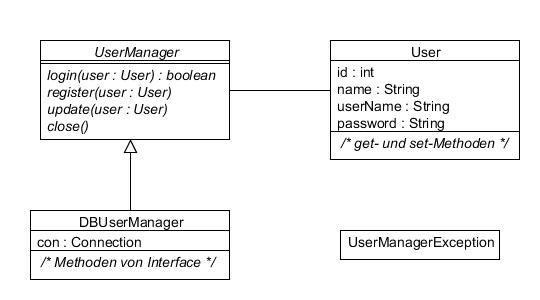 UserManager
login(user : User) : boolean
register(user : User)
update(user : User)
close()
User
id : int
name : String
userName : String
password : String
/* get- und set-Methoden */
DBUserManager
con : Connection
/* Methoden von Interface */
UserManagerException